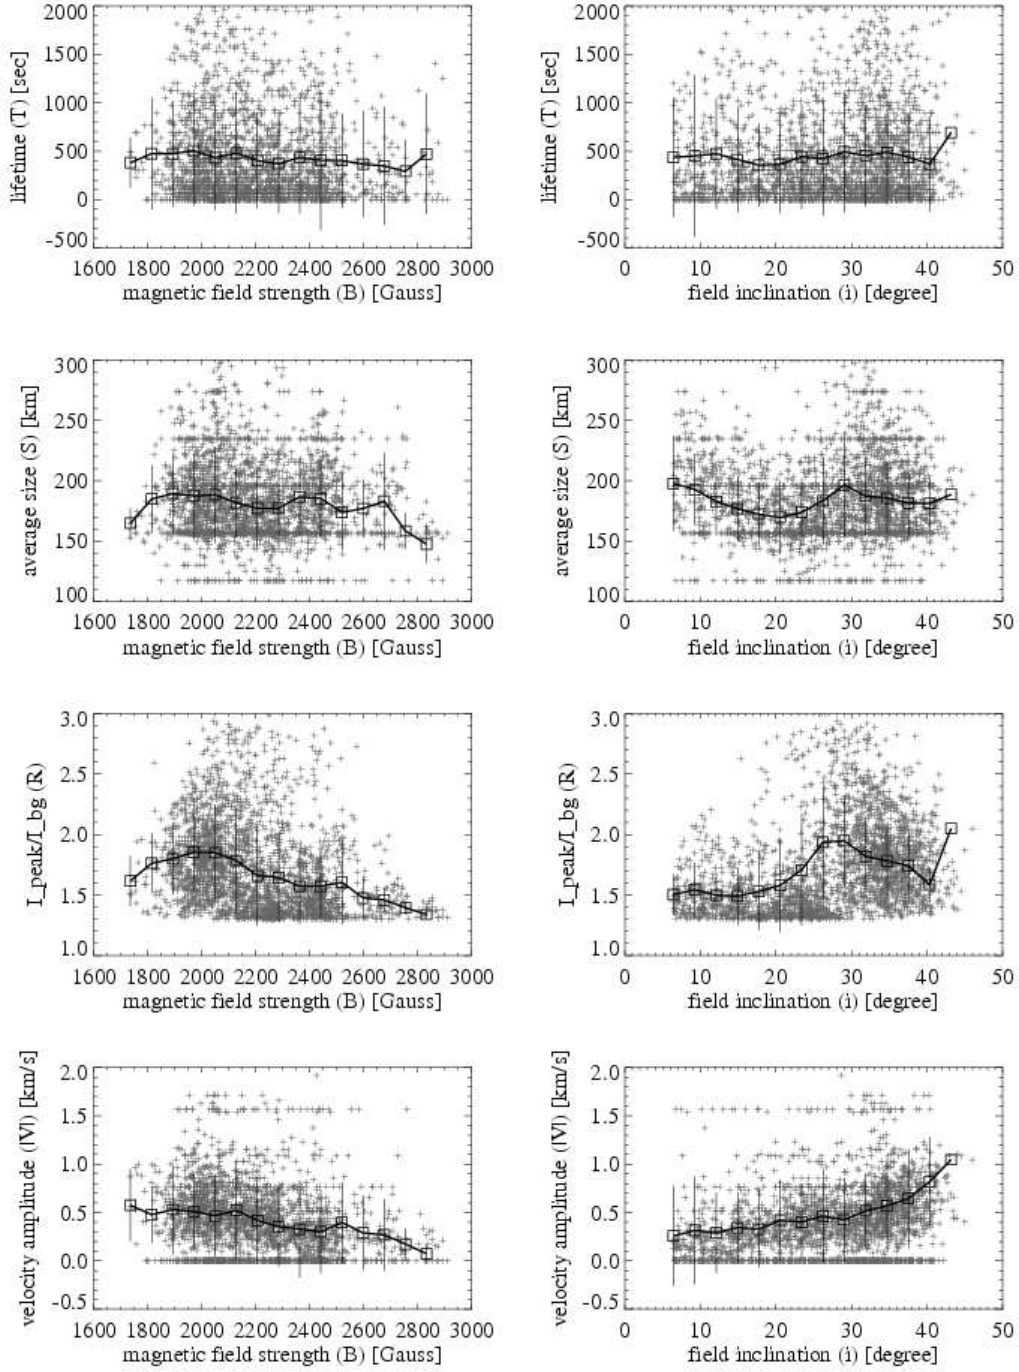 2000
1500
1000
500
0
-500
lifetime (T) [sec]
1600 1800 2000 2200 2400 2600 2800 3000
magnetic field strength (B) [Gauss]
2000
1500
1000
500
0
-500
lifetime (T) [sec]
0 10 20 30 40 50
field inclination (i) [degree]
300
250
200
150
100
average size (S) [km]
1600 1800 2000 2200 2400 2600 2800 3000
magnetic field strength (B) [Gauss]
300
250
200
150
100
average size (S) [km]
0 10 20 30 40 50
field inclination (i) [degree]
3.0
2.5
2.0
1.5
1.0
I_peak/I_bg (R)
1600 1800 2000 2200 2400 2600 2800 3000
magnetic field strength (B) [Gauss]
3.0
2.5
2.0
1.5
1.0
I_peak/I_bg (R)
0 10 20 30 40 50
field inclination (i) [degree]
2.0
1.5
1.0
0.5
0.0
-0.5
velocity amplitude (|V|) [km/s]
1600 1800 2000 2200 2400 2600 2800 3000
magnetic field strength (B) [Gauss]
2.0
1.5
1.0
0.5
0.0
-0.5
velocity amplitude (|V|) [km/s]
0 10 20 30 40 50
field inclination (i) [degree]